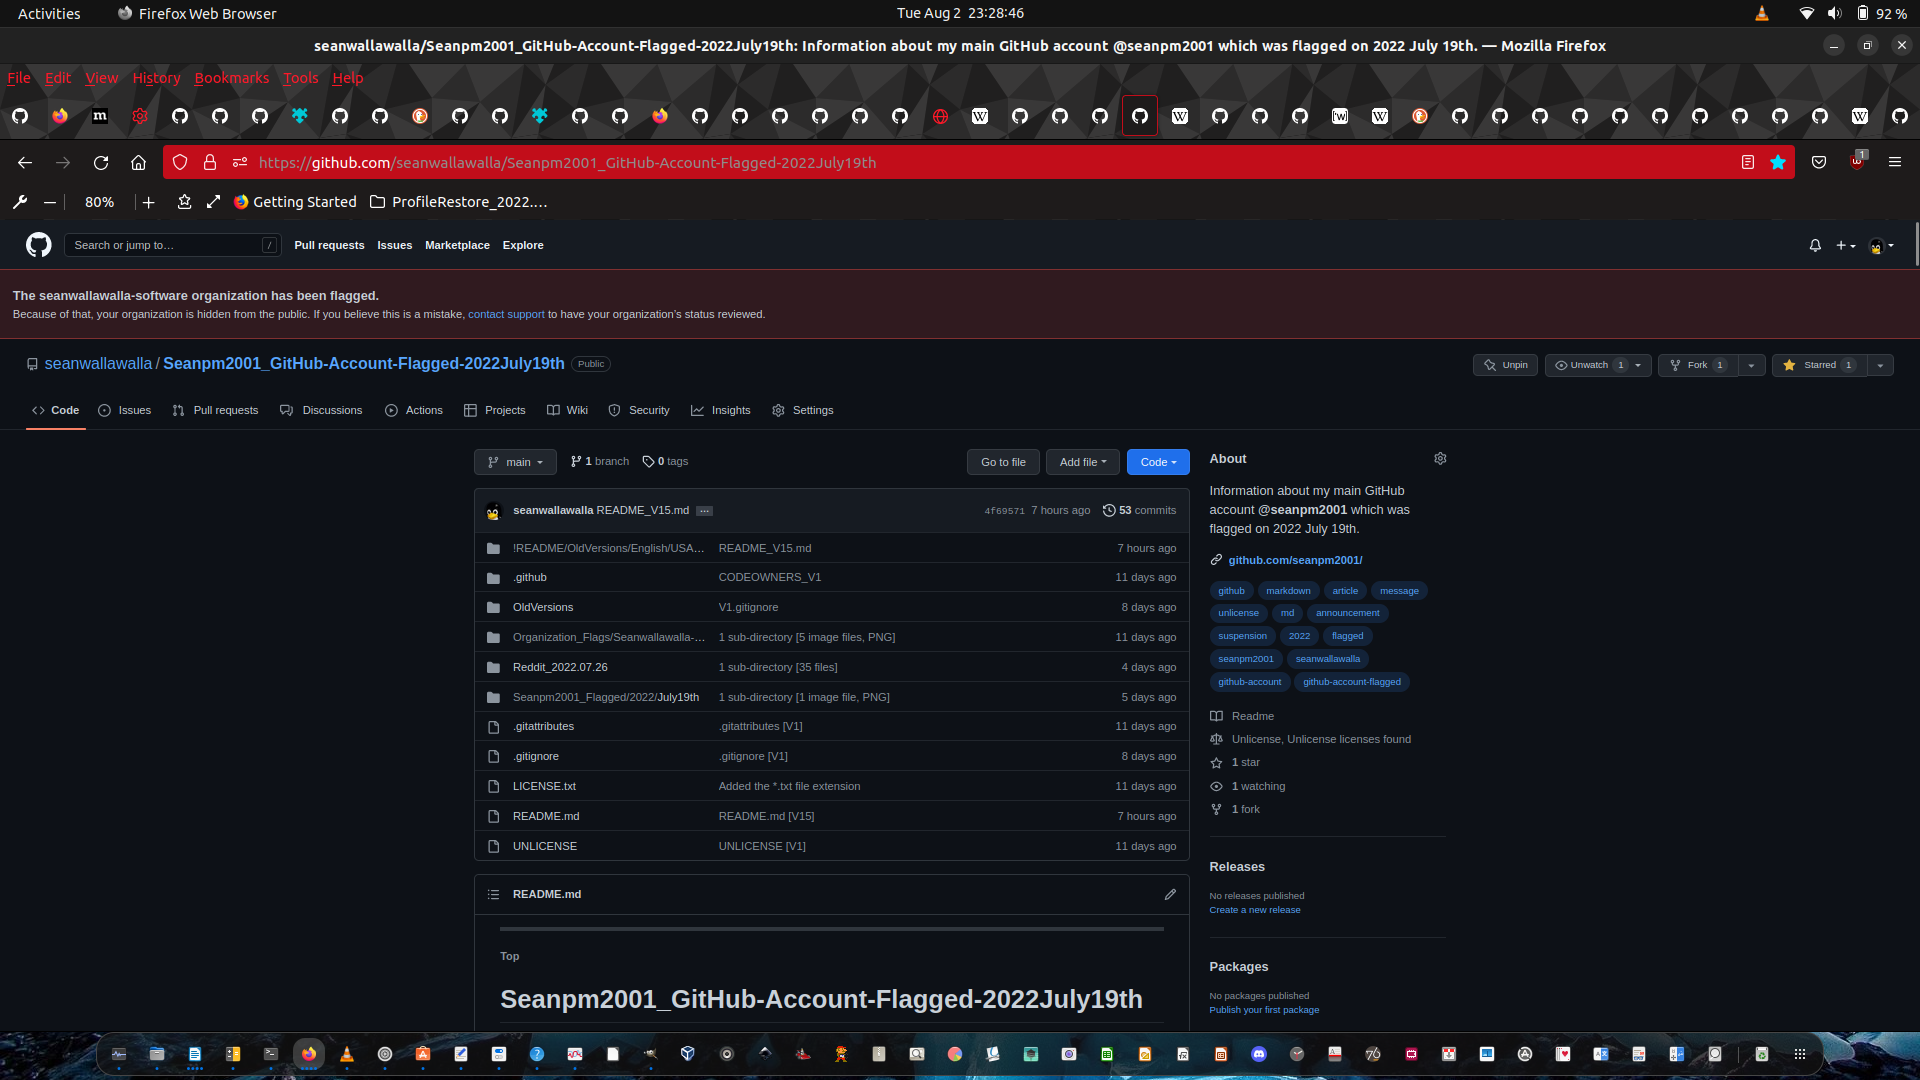 Activities Firefox Web Browser Tue Aug 2 23:28:46 92 %
seanwallawalla/Seanpm2001_GitHub-Account-Flagged-2022July19th: Information about my main GitHub account @seanpm2001 which was flagged on 2022 July 19th. — Mozilla Firefox
File Edit View History Bookmarks Tools Help
https://github.com/seanwallawalla/Seanpm2001_GitHub-Account-Flagged-2022July19th 1
80% Getting Started ProfileRestore_2022.…
Search or jump to… / Pull requests Issues Marketplace Explore
The seanwallawalla-software organization has been flagged.
Because of that, your organization is hidden from the public. If you believe this is a mistake, contact support to have your organization's status reviewed.
seanwallawalla / Seanpm2001_GitHub-Account-Flagged-2022July19th Public Unpin Unwatch 1 Fork 1 Starred 1
Code Issues Pull requests Discussions Actions Projects Wiki Security Insights Settings
main 1 branch 0 tags Go to file Add file Code
seanwallawalla README_V15.md … 4f69571 7 hours ago 53 commits
!README/OldVersions/English/USA… README_V15.md 7 hours ago
.github CODEOWNERS_V1 11 days ago
OldVersions V1.gitignore 8 days ago
Organization_Flags/Seanwallawalla-… 1 sub-directory [5 image files, PNG] 11 days ago
Reddit_2022.07.26 1 sub-directory [35 files] 4 days ago
Seanpm2001_Flagged/2022/July19th 1 sub-directory [1 image file, PNG] 5 days ago
.gitattributes .gitattributes [V1] 11 days ago
.gitignore .gitignore [V1] 8 days ago
LICENSE.txt Added the *.txt file extension 11 days ago
README.md README.md [V15] 7 hours ago
UNLICENSE UNLICENSE [V1] 11 days ago
README.md
Top
Seanpm2001_GitHub-Account-Flagged-2022July19th
About
Information about my main GitHub
account @seanpm2001 which was
flagged on 2022 July 19th.
github.com/seanpm2001/
github markdown article message
unlicense md announcement
suspension 2022 flagged
seanpm2001 seanwallawalla
github-account github-account-flagged
Readme
Unlicense, Unlicense licenses found
1 star
1 watching
1 fork
Releases
No releases published
Create a new release
Packages
No packages published
Publish your first package